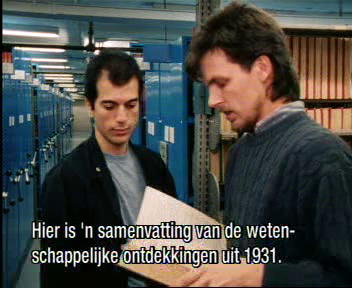 Hier is 'n samenvatting van de weten-
schappelijke ontdekkingen uit 1931.